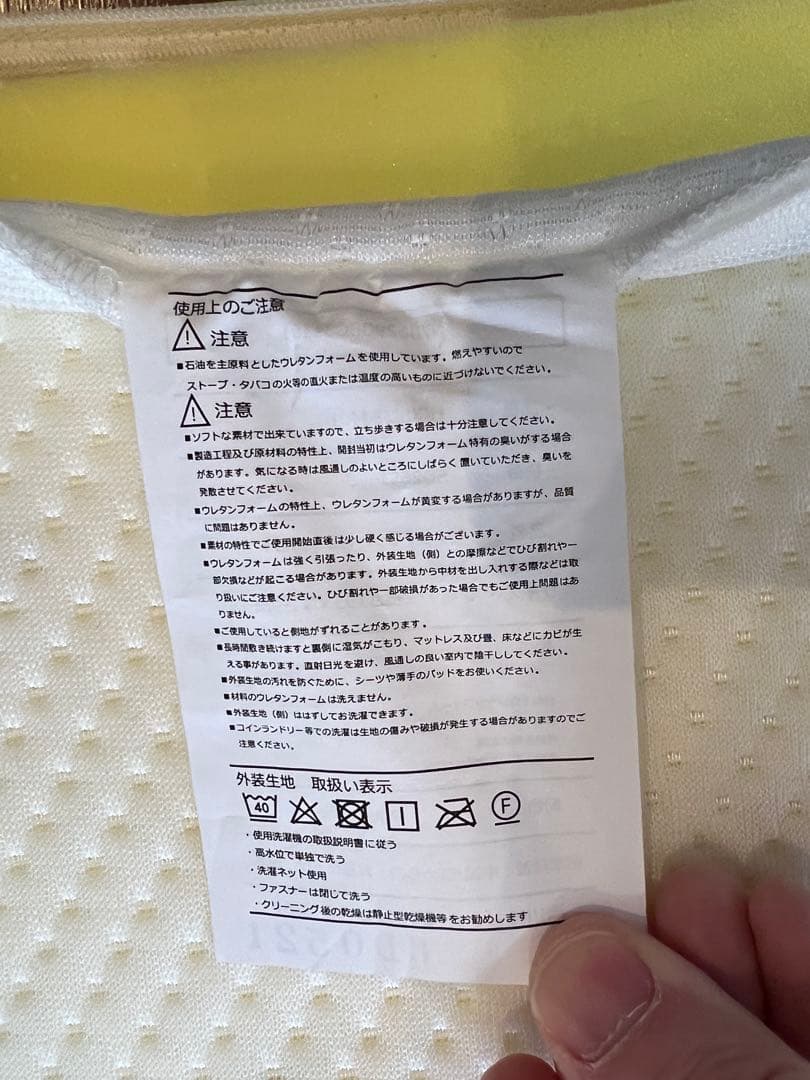 使用上のご注意
注意
■石油を主原料としたウレタンフォームを使用しています。燃えやすいので
ストーブ・タバコの火等の直火または温度の高いものに近づけないでください。
注意
■ソフトな素材で出来ていますので、立ち歩きする場合は十分注意してください。
■製造工程及び原材料の特性上、開封当初はウレタンフォーム特有の臭いがする場合
があります。気になる時は風通しのよいところにしばらく置いていただき、臭いを
発散させてください。
■ウレタンフォームの特性上、ウレタンフォームが黄変する場合がありますが、品質
に問題はありません。
■素材の特性でご使用開始直後は少し硬く感じる場合がございます。
■ウレタンフォームは強く引張ったり、外装生地（側）との摩擦などでひび割れや一
部欠損などが起こる場合があります。外装生地から中材を出し入れする際などは取
り扱いにご注意ください。ひび割れや一部破損があった場合でもご使用上問題はあ
りません。
■ご使用していると側地がずれることがあります。
■長時間敷き続けますと裏側に湿気がこもり、マットレス及び畳、床などにカビが生
える事があります。直射日光を避け、風通しの良い室内で陰干ししてください。
■外装生地の汚れを防ぐために、シーツや薄手のパッドをお使いください。
■材料のウレタンフォームは洗えません。
■外装生地（側）ははずしてお洗濯できます。
■コインランドリー等での洗濯は生地の傷みや破損が発生する場合がありますのでご
注意ください。
外装生地 取扱い表示
40 F
・使用洗濯機の取扱説明書に従う
・高水位で単独で洗う
・洗濯ネット使用
・ファスナーは閉じて洗う
・クリーニング後の乾燥は静止型乾燥機等をお勧めします